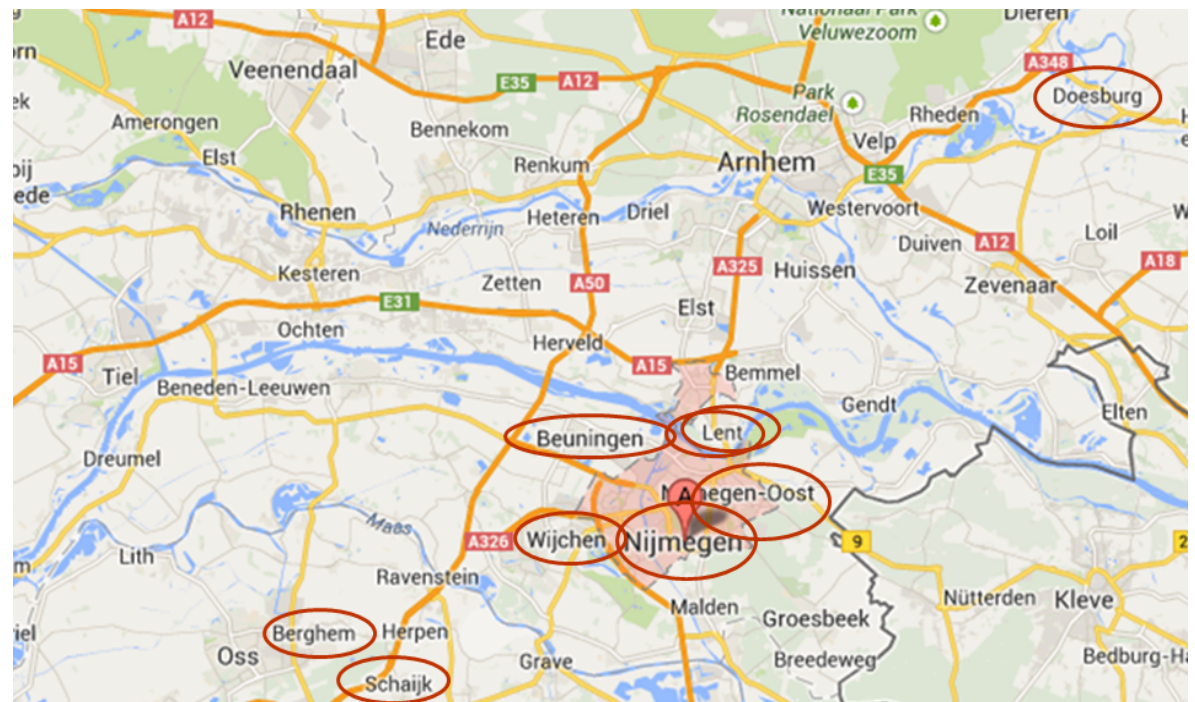 A12
Ede
Nationaal Park
Veluwezoom
Dieren
Veenendaal
E35
A12
A348
Doesburg
Park
Rosendael
Rheden
Amerongen
Bennekom
Velp
Elst
Renkum
Arnhem
E35
Rhenen
Heteren
Driel
Westervoort
Nederrijn
Duiven
A12
Loil
Kesteren
Zetten
A50
A325
Huissen
A18
Zevenaar
E31
Elst
Ochten
Herveld
A15
Tiel
A15
Bemmel
Beneden-Leeuwen
Gendt
Elten
Beuningen
Lent
Dreumel
A
Maas
A326
Wijchen
Nijmegen
9
2
Lith
Ravenstein
Malden
Nütterden
Kleve
Groesbeek
Berghem
Herpen
Oss
Grave
Breedeweg
Bedburg-Ha
Schaijk